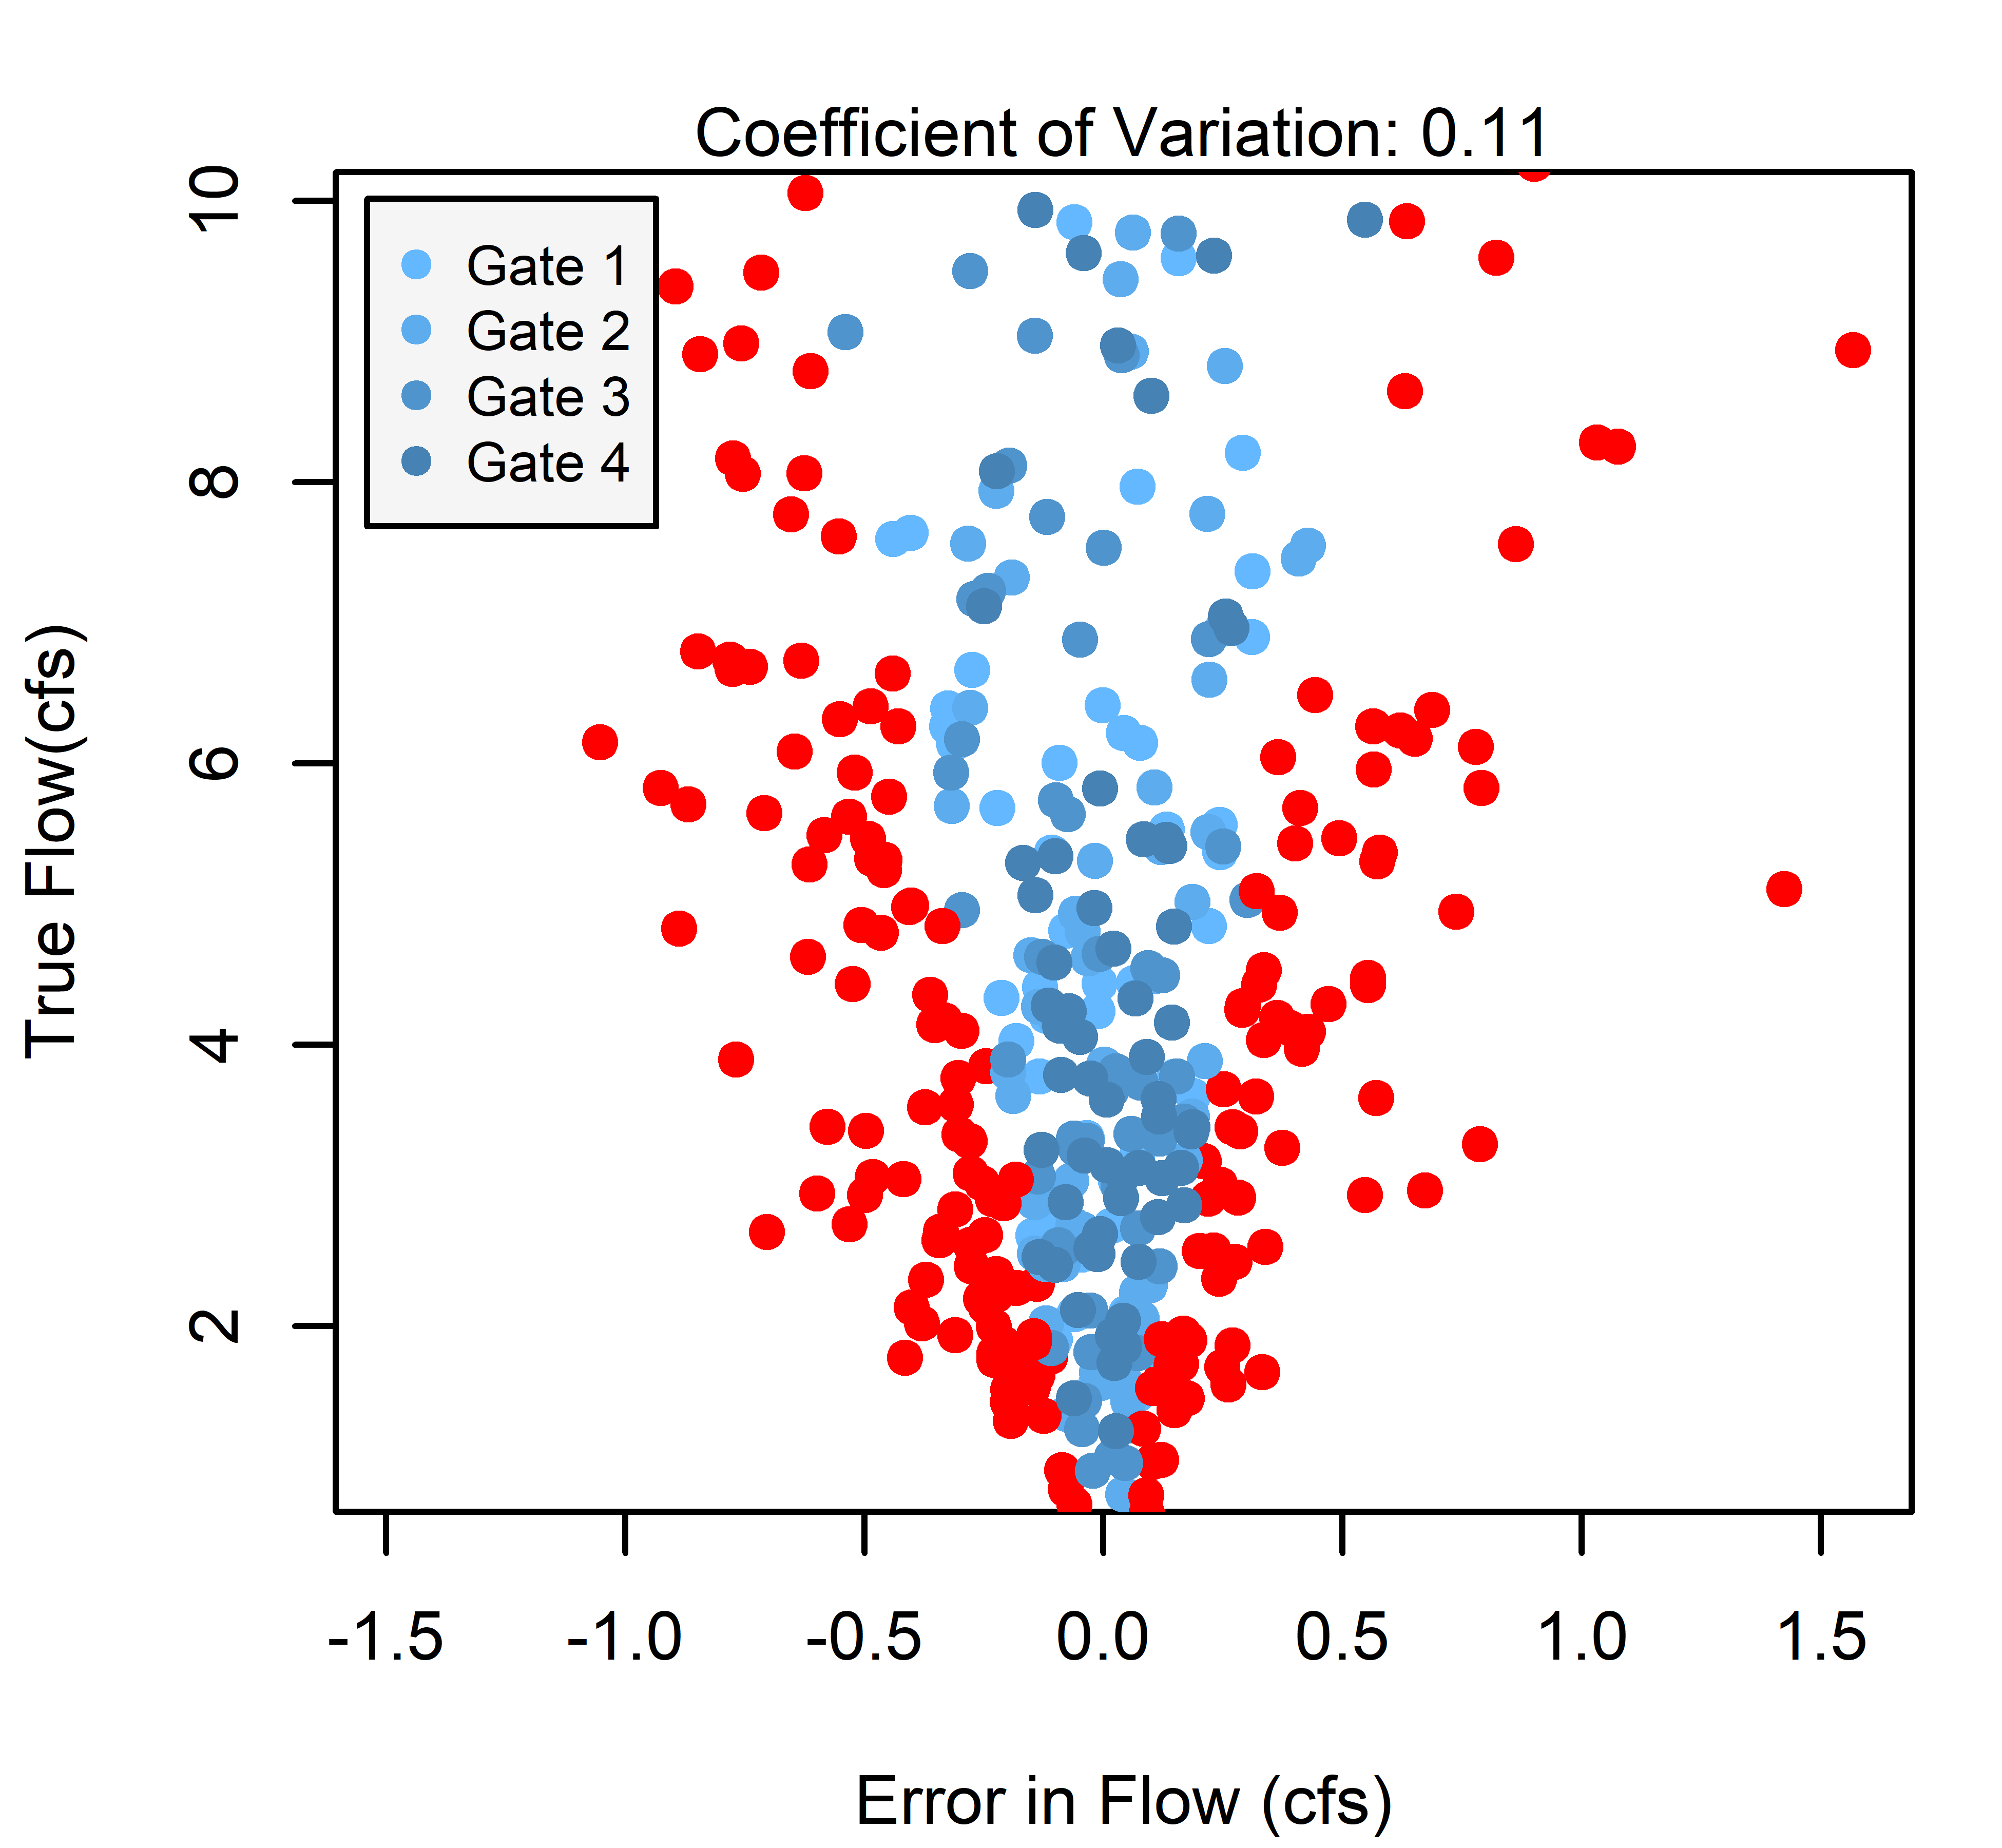 Coefficient of Variation: 0.11
Gate 1
Gate 2
Gate 3
Gate 4
True Flow(cfs)
10
8
6
4
2
-1.5 -1.0 -0.5 0.0 0.5 1.0 1.5
Error in Flow (cfs)